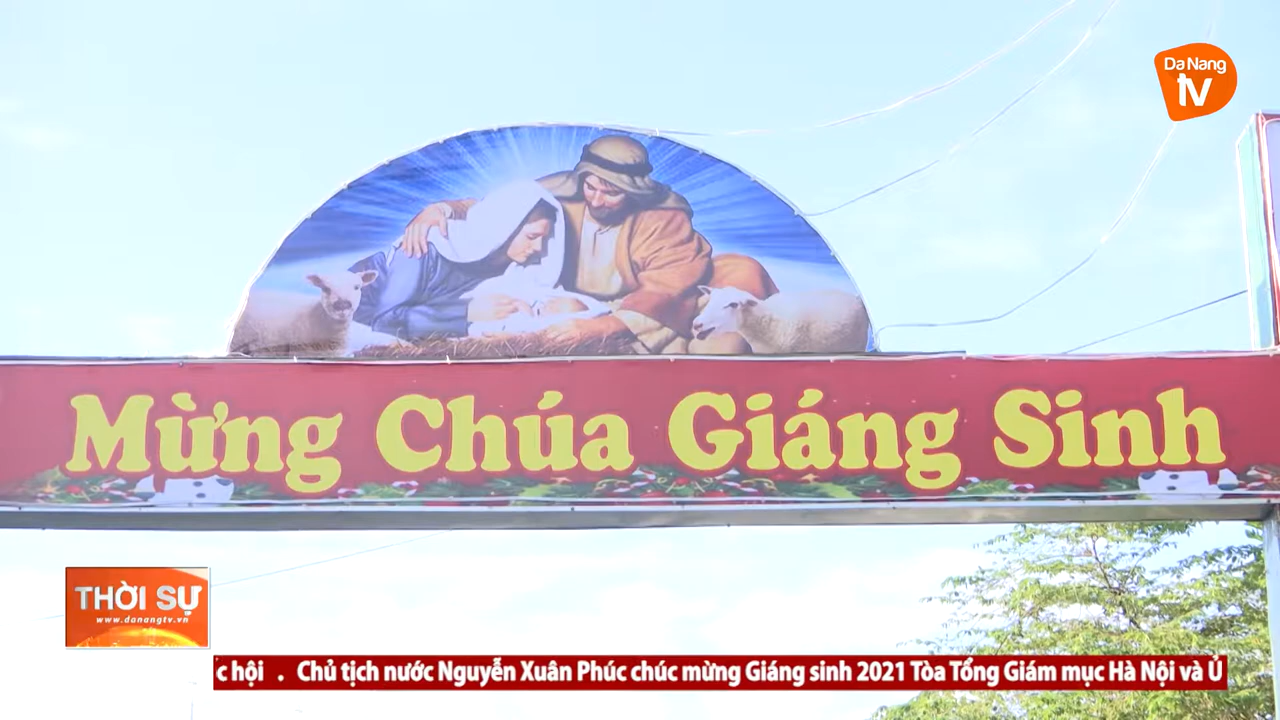 Da Nang
tv
Mừng Chúa Giáng Sinh
THỜI SỰ
www.danangtv.vn
c hội . Chủ tịch nước Nguyễn Xuân Phúc chúc mừng Giáng sinh 2021 Tòa Tổng Giám mục Hà Nội và Ủ